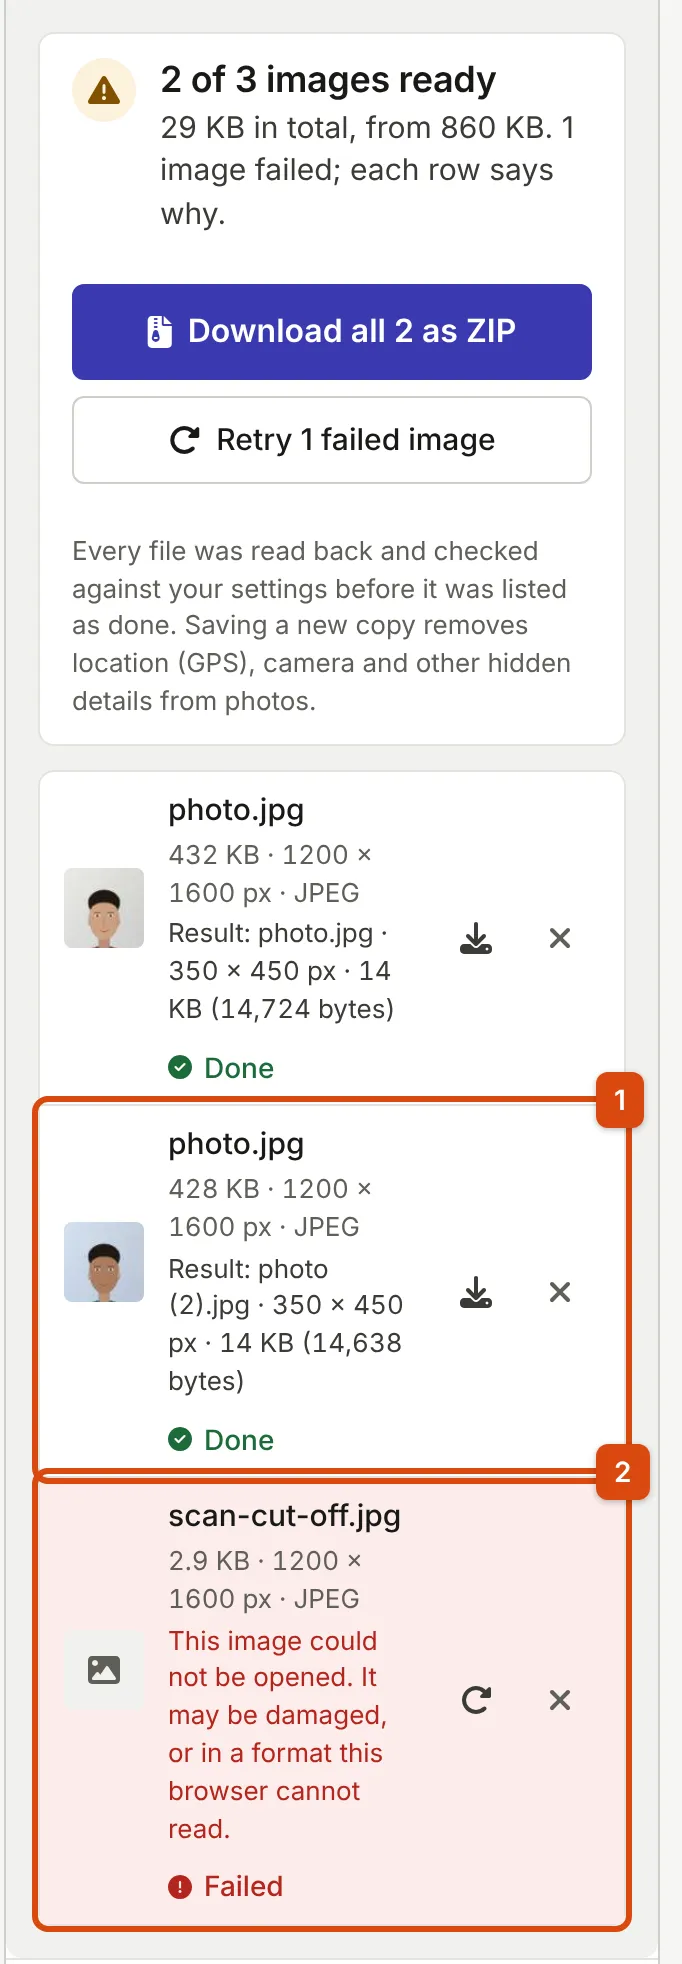 2 of 3 images ready
29 KB in total, from 860 KB. 1
image failed; each row says
why.
Download all 2 as ZIP
Retry 1 failed image
Every file was read back and checked
against your settings before it was listed
as done. Saving a new copy removes
location (GPS), camera and other hidden
details from photos.
photo.jpg
432 KB · 1200 ×
1600 px · JPEG
Result: photo.jpg ·
350 × 450 px · 14
KB (14,724 bytes)
Done
1
photo.jpg
428 KB · 1200 ×
1600 px · JPEG
Result: photo
(2).jpg · 350 × 450
px · 14 KB (14,638
bytes)
Done
2
scan-cut-off.jpg
2.9 KB · 1200 ×
1600 px · JPEG
This image could
not be opened. It
may be damaged,
or in a format this
browser cannot
read.
Failed